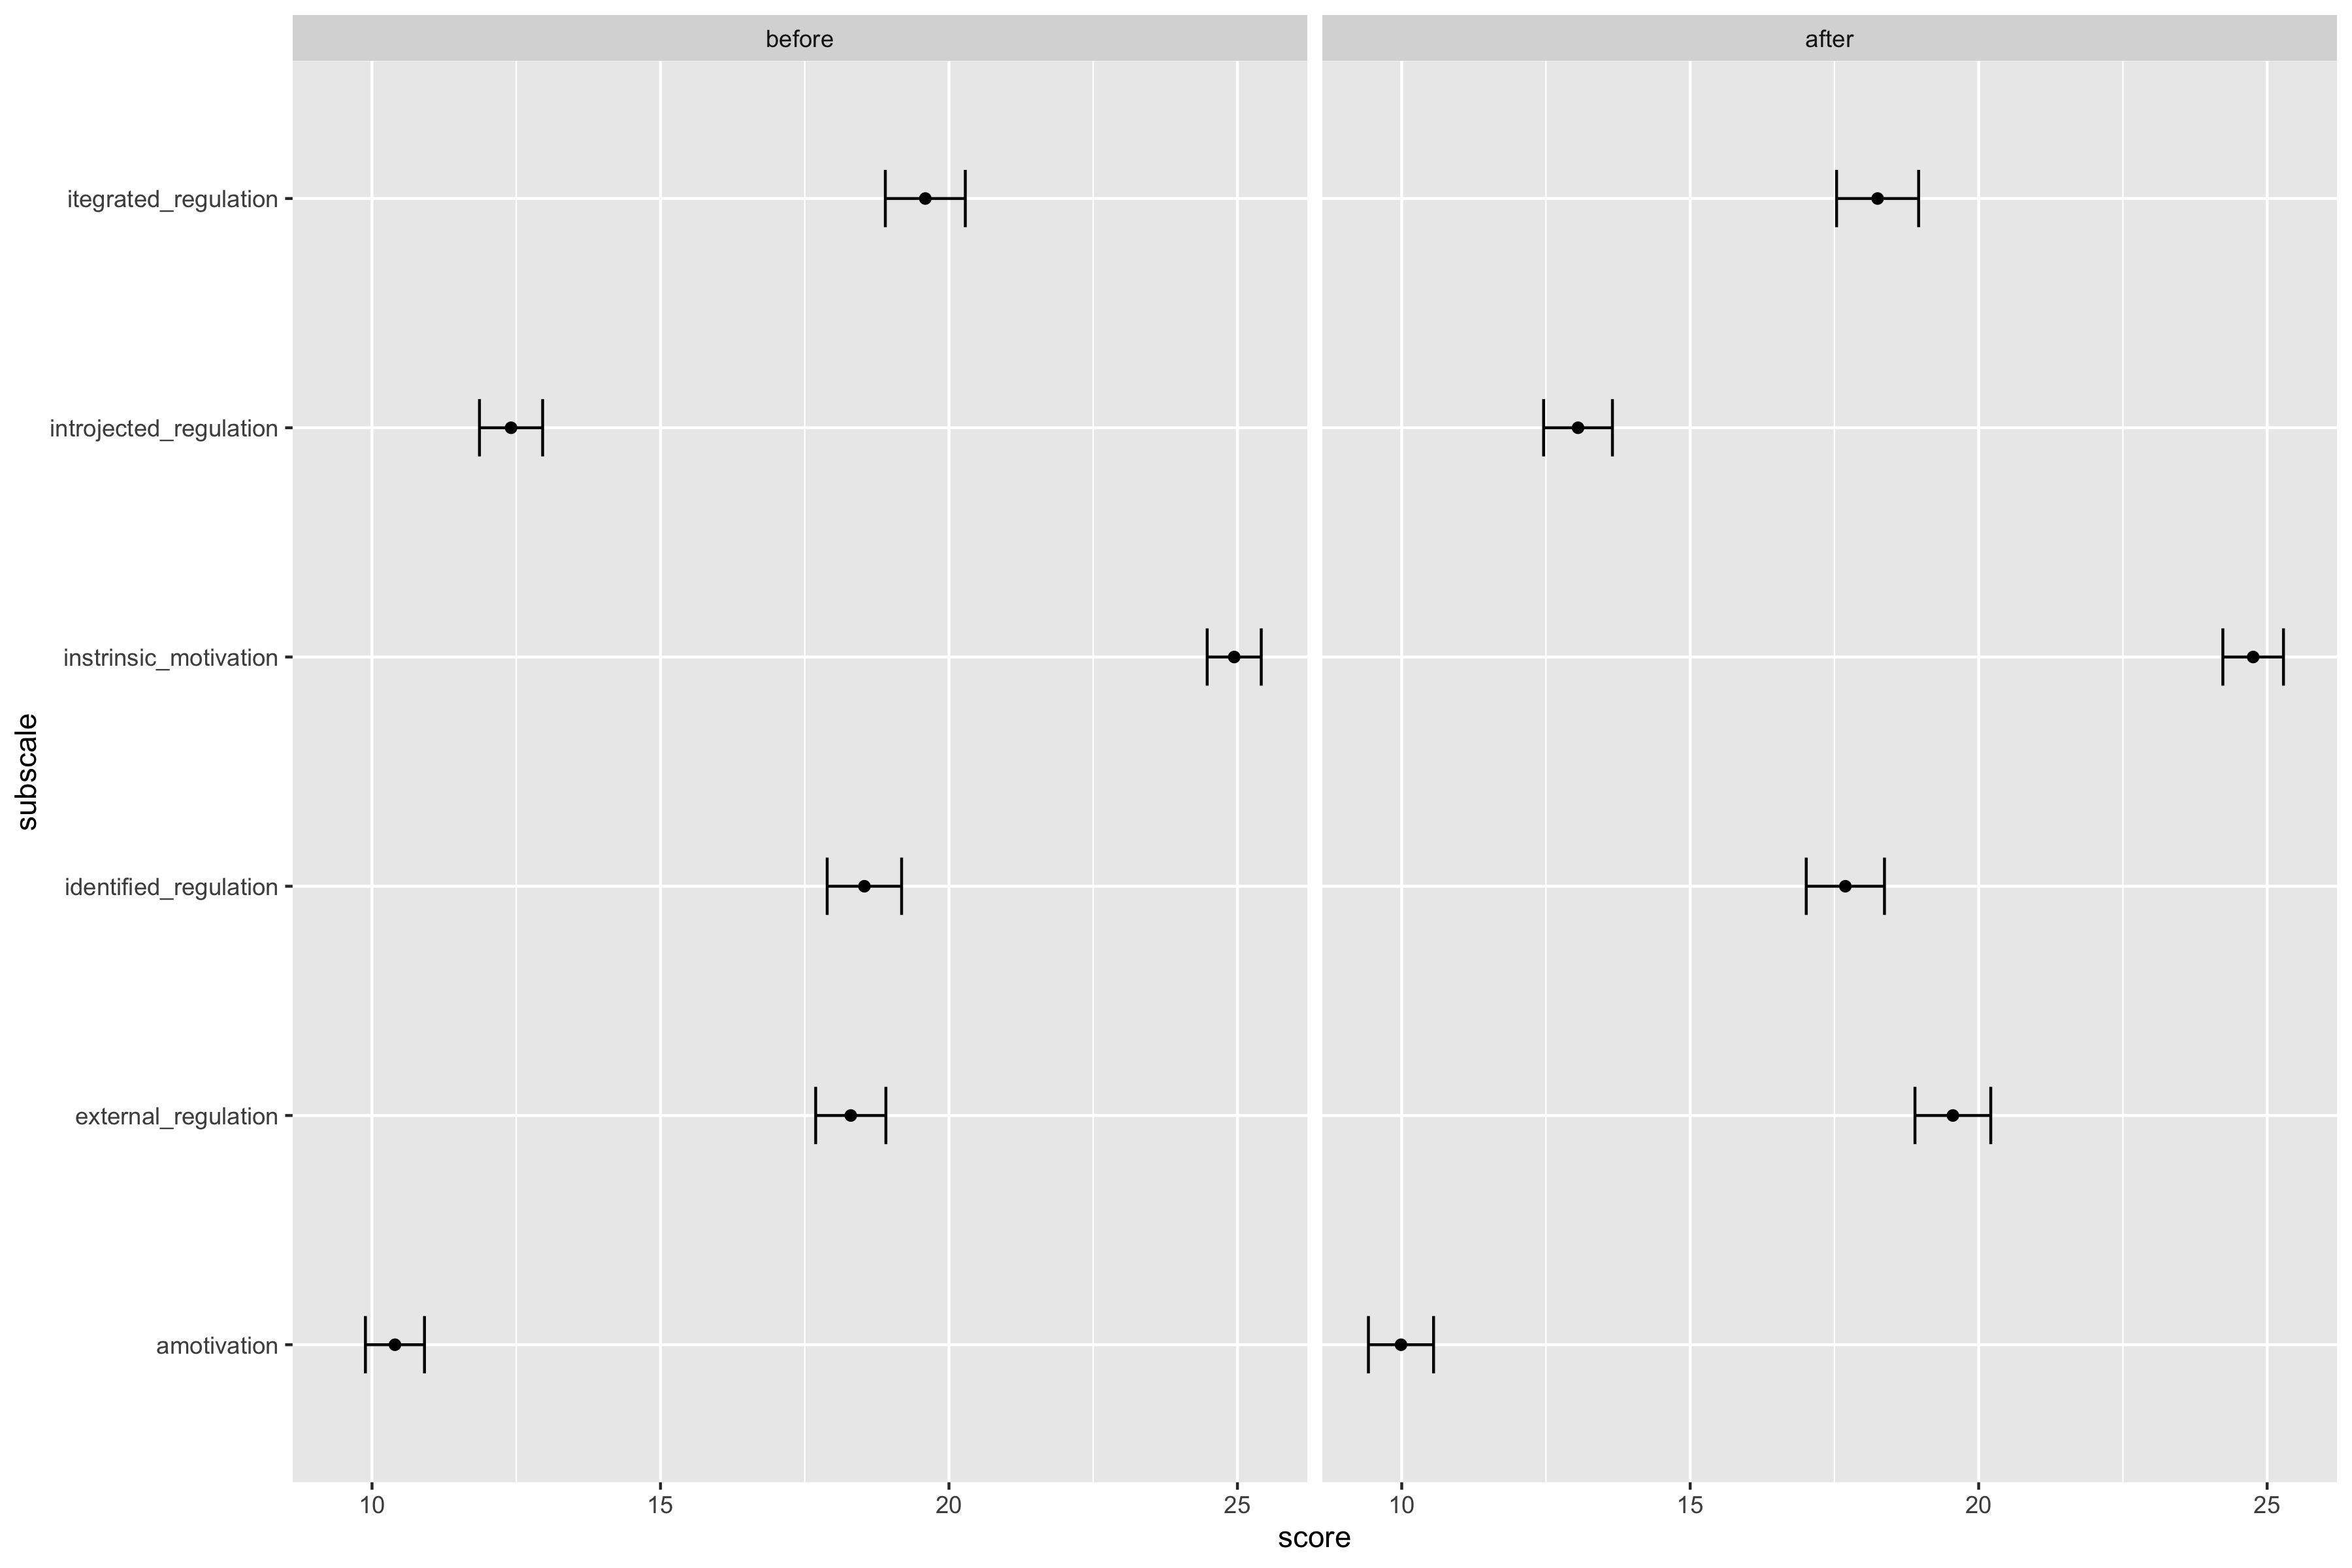 before
after
itegrated_regulation
introjected_regulation
instrinsic_motivation
identified_regulation
external_regulation
amotivation
subscale
10 15 20 25
10 15 20 25
score